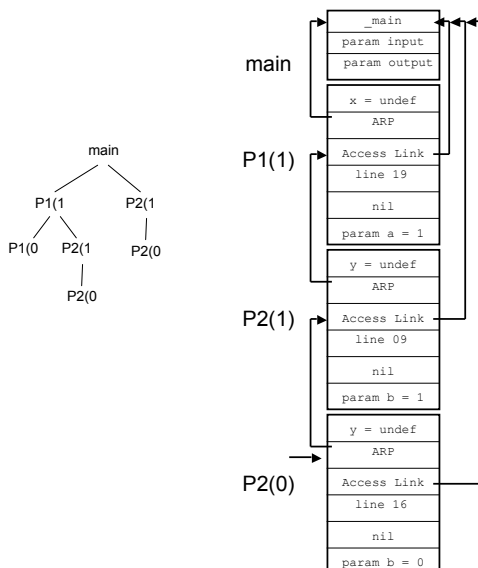 main
P1(1
P2(1
P1(0
P2(1
P2(0
P2(0
main
_main
param input
param output
P1(1)
x = undef
ARP
Access Link
line 19
nil
param a = 1
P2(1)
y = undef
ARP
Access Link
line 09
nil
param b = 1
P2(0)
y = undef
ARP
Access Link
line 16
nil
param b = 0